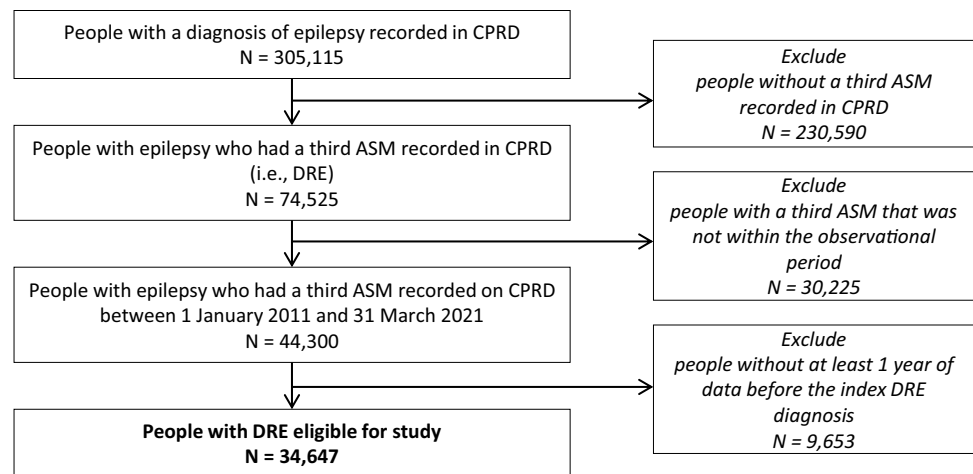 People with a diagnosis of epilepsy recorded in CPRD
N = 305,115
Exclude
people without a third ASM
recorded in CPRD
N = 230,590
People with epilepsy who had a third ASM recorded in CPRD
(i.e., DRE)
N = 74,525
Exclude
people with a third ASM that was
not within the observational
period
N = 30,225
People with epilepsy who had a third ASM recorded on CPRD
between 1 January 2011 and 31 March 2021
N = 44,300
Exclude
people without at least 1 year of
data before the index DRE
diagnosis
N = 9,653
People with DRE eligible for study
N = 34,647